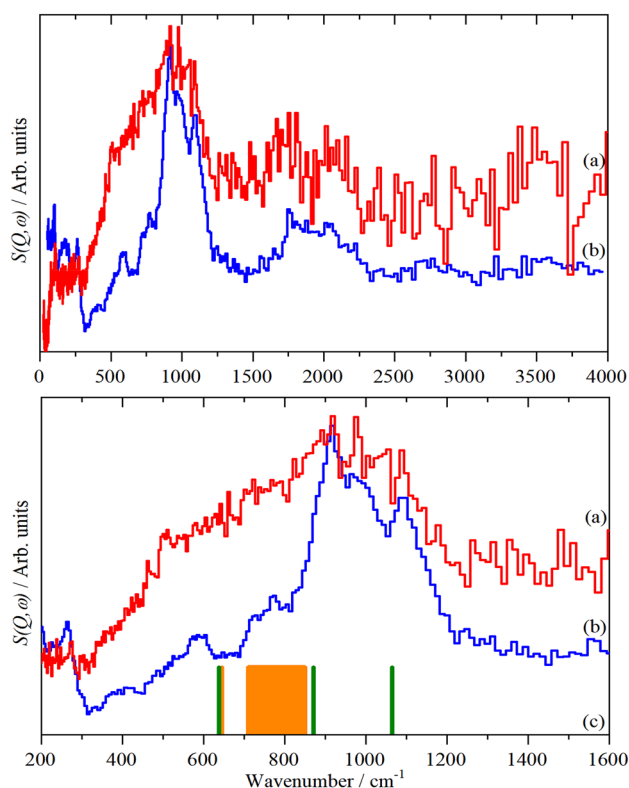 S(Q,ω) / Arb. units
(a)
(b)
0 500 1000 1500 2000 2500 3000 3500 4000
S(Q,ω) / Arb. units
(a)
(b)
(c)
200 400 600 800 1000 1200 1400 1600
Wavenumber / cm⁻¹